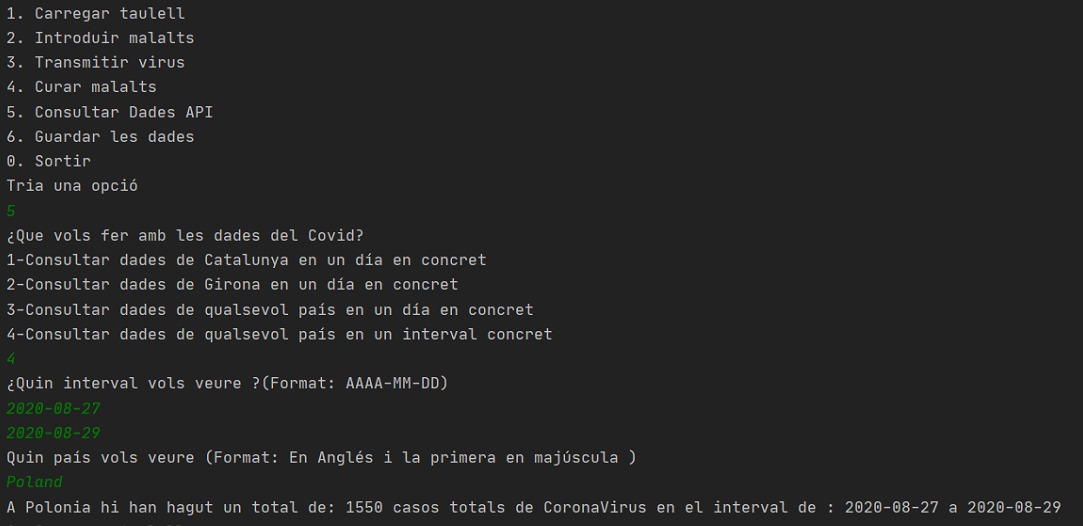 1. Carregar taulell
2. Introduir malalts
3. Transmitir virus
4. Curar malalts
5. Consultar Dades API
6. Guardar les dades
0. Sortir
Tria una opció
5
¿Que vols fer amb les dades del Covid?
1-Consultar dades de Catalunya en un día en concret
2-Consultar dades de Girona en un día en concret
3-Consultar dades de qualsevol país en un día en concret
4-Consultar dades de qualsevol país en un interval concret
4
¿Quin interval vols veure ?(Format: AAAA-MM-DD)
2020-08-27
2020-08-29
Quin país vols veure (Format: En Anglés i la primera en majúscula )
Poland
A Polonia hi han hagut un total de: 1550 casos totals de CoronaVirus en el interval de : 2020-08-27 a 2020-08-29